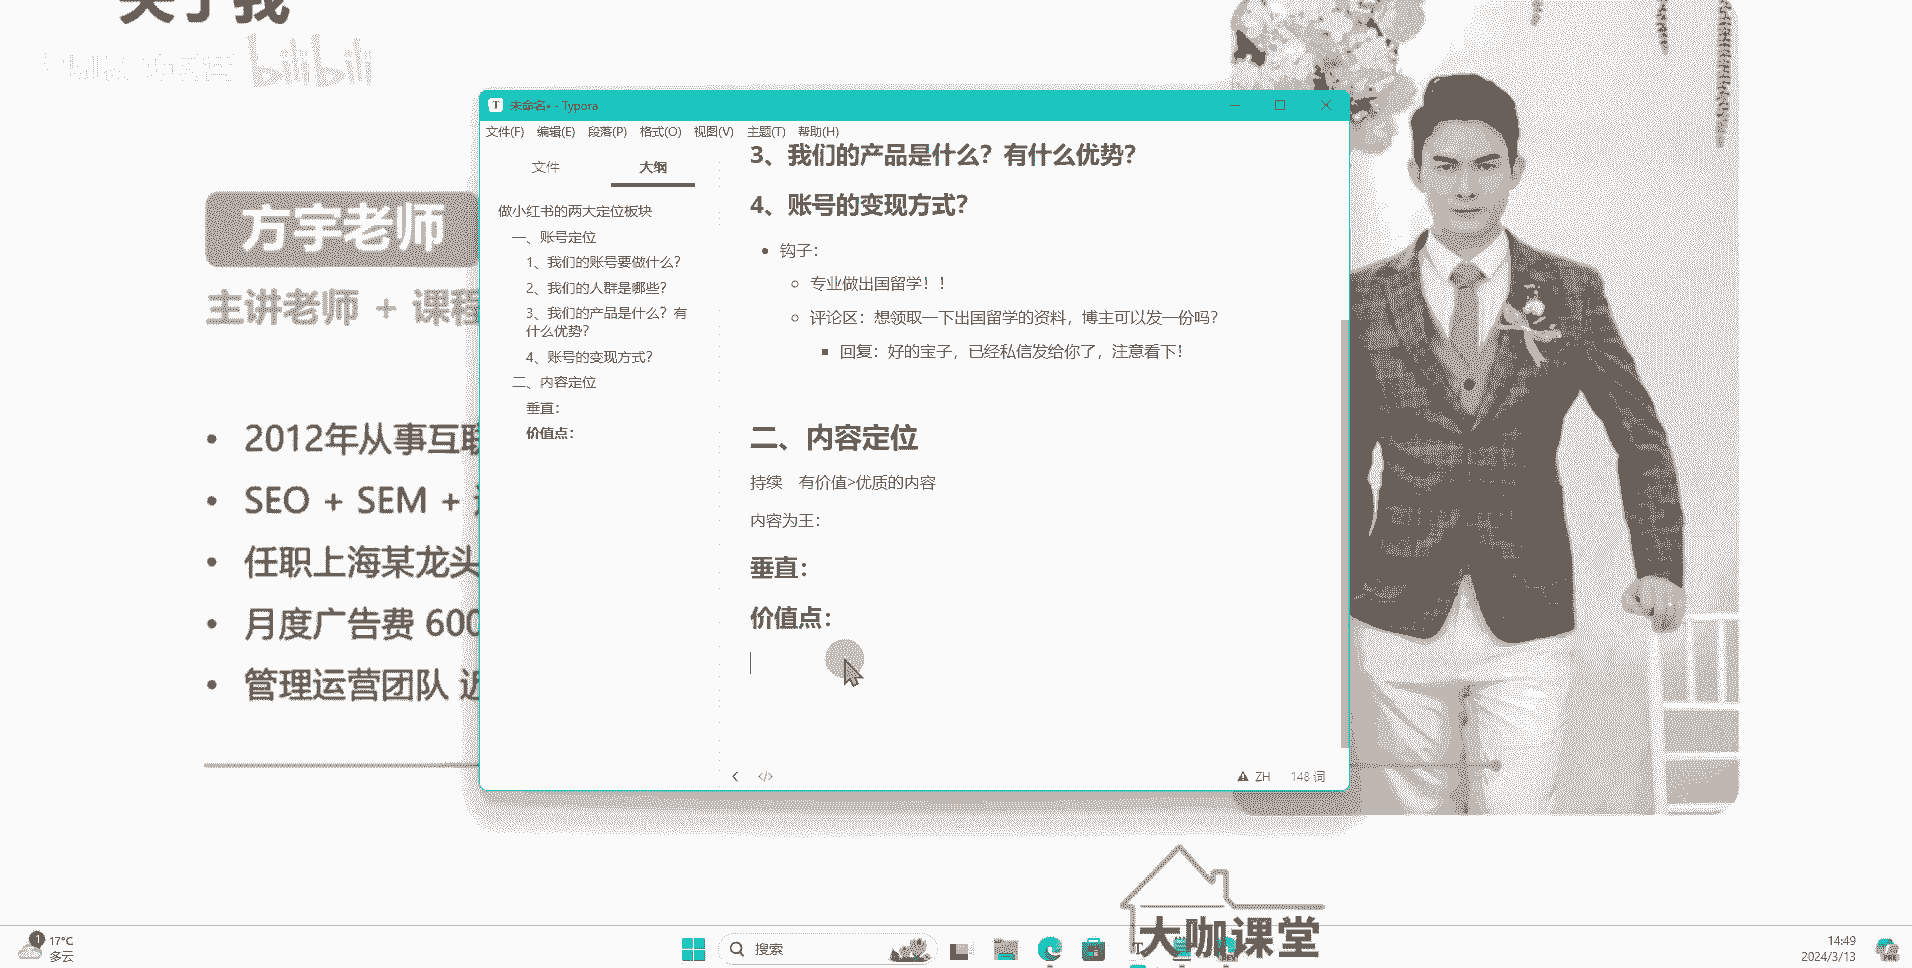 关于我
bilibili
方宇老师
主讲老师 + 课程
2012年从事互联
SEO + SEM +
任职上海某龙头
月度广告费 600
管理运营团队 近
未命名• - Typora
文件(F) 编辑(E) 段落(P) 格式(O) 视图(V) 主题(T) 帮助(H)
文件 大纲
做小红书的两大定位板块
一、账号定位
1、我们的账号要做什么？
2、我们的人群是哪些？
3、我们的产品是什么？有
什么优势？
4、账号的变现方式？
二、内容定位
垂直：
价值点：
3、我们的产品是什么？有什么优势？
4、账号的变现方式？
钩子：
专业做出国留学！！
评论区：想领取一下出国留学的资料，博主可以发一份吗？
回复：好的宝子，已经私信发给你了，注意看下！
二、内容定位
持续 有价值>优质的内容
内容为王：
垂直：
价值点：
ZH 148 词
大咖课堂
1
17°C
多云
搜索
14:49
2024/3/13